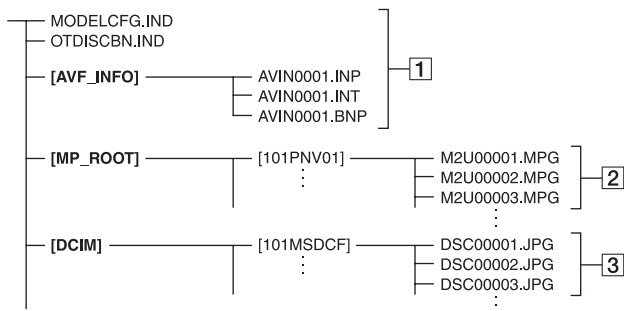 MODELCFG.IND
OTDISCBN.IND
1
[AVF_INFO] AVIN0001.INP
AVIN0001.INT
AVIN0001.BNP
[MP_ROOT] [101PNV01] M2U00001.MPG
M2U00002.MPG 2
M2U00003.MPG
[DCIM] [101MSDCF] DSC00001.JPG
DSC00002.JPG 3
DSC00003.JPG